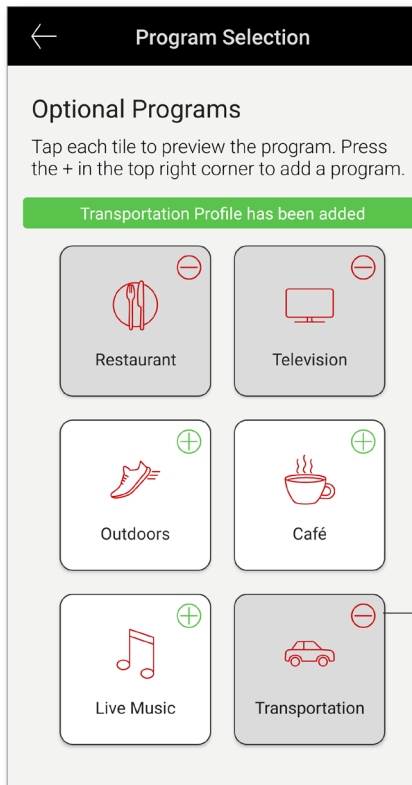 Program Selection
Optional Programs
Tap each tile to preview the program. Press
the + in the top right corner to add a program.
Transportation Profile has been added
Restaurant
Television
Outdoors
Café
Live Music
Transportation